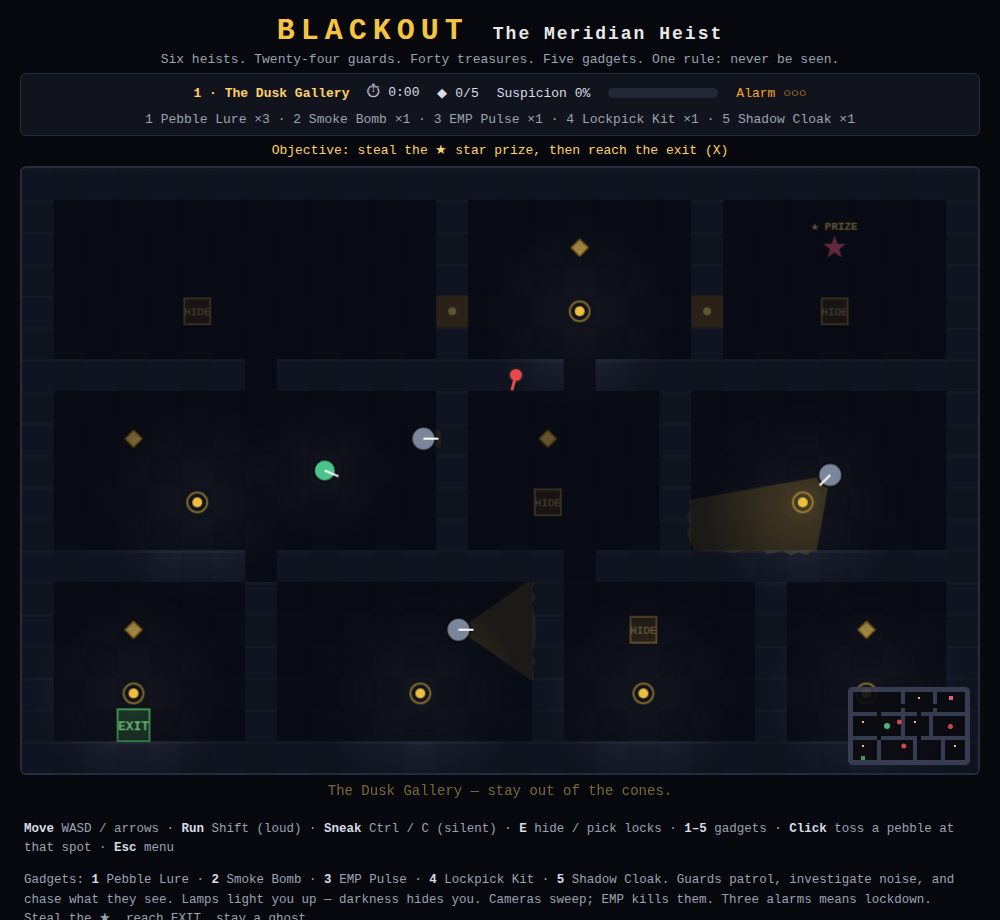 BLACKOUT The Meridian Heist
Six heists. Twenty-four guards. Forty treasures. Five gadgets. One rule: never be seen.
1 · The Dusk Gallery ⏱ 0:00 ◆ 0/5 Suspicion 0% Alarm ○○○
1 Pebble Lure ×3 · 2 Smoke Bomb ×1 · 3 EMP Pulse ×1 · 4 Lockpick Kit ×1 · 5 Shadow Cloak ×1
Objective: steal the ★ star prize, then reach the exit (X)
★ PRIZE
HIDE
HIDE
HIDE
HIDE
EXIT
The Dusk Gallery — stay out of the cones.
Move WASD / arrows · Run Shift (loud) · Sneak Ctrl / C (silent) · E hide / pick locks · 1–5 gadgets · Click toss a pebble at
that spot · Esc menu
Gadgets: 1 Pebble Lure · 2 Smoke Bomb · 3 EMP Pulse · 4 Lockpick Kit · 5 Shadow Cloak. Guards patrol, investigate noise, and
chase what they see. Lamps light you up — darkness hides you. Cameras sweep; EMP kills them. Three alarms means lockdown.
Steal the ★, reach EXIT, stay a ghost.